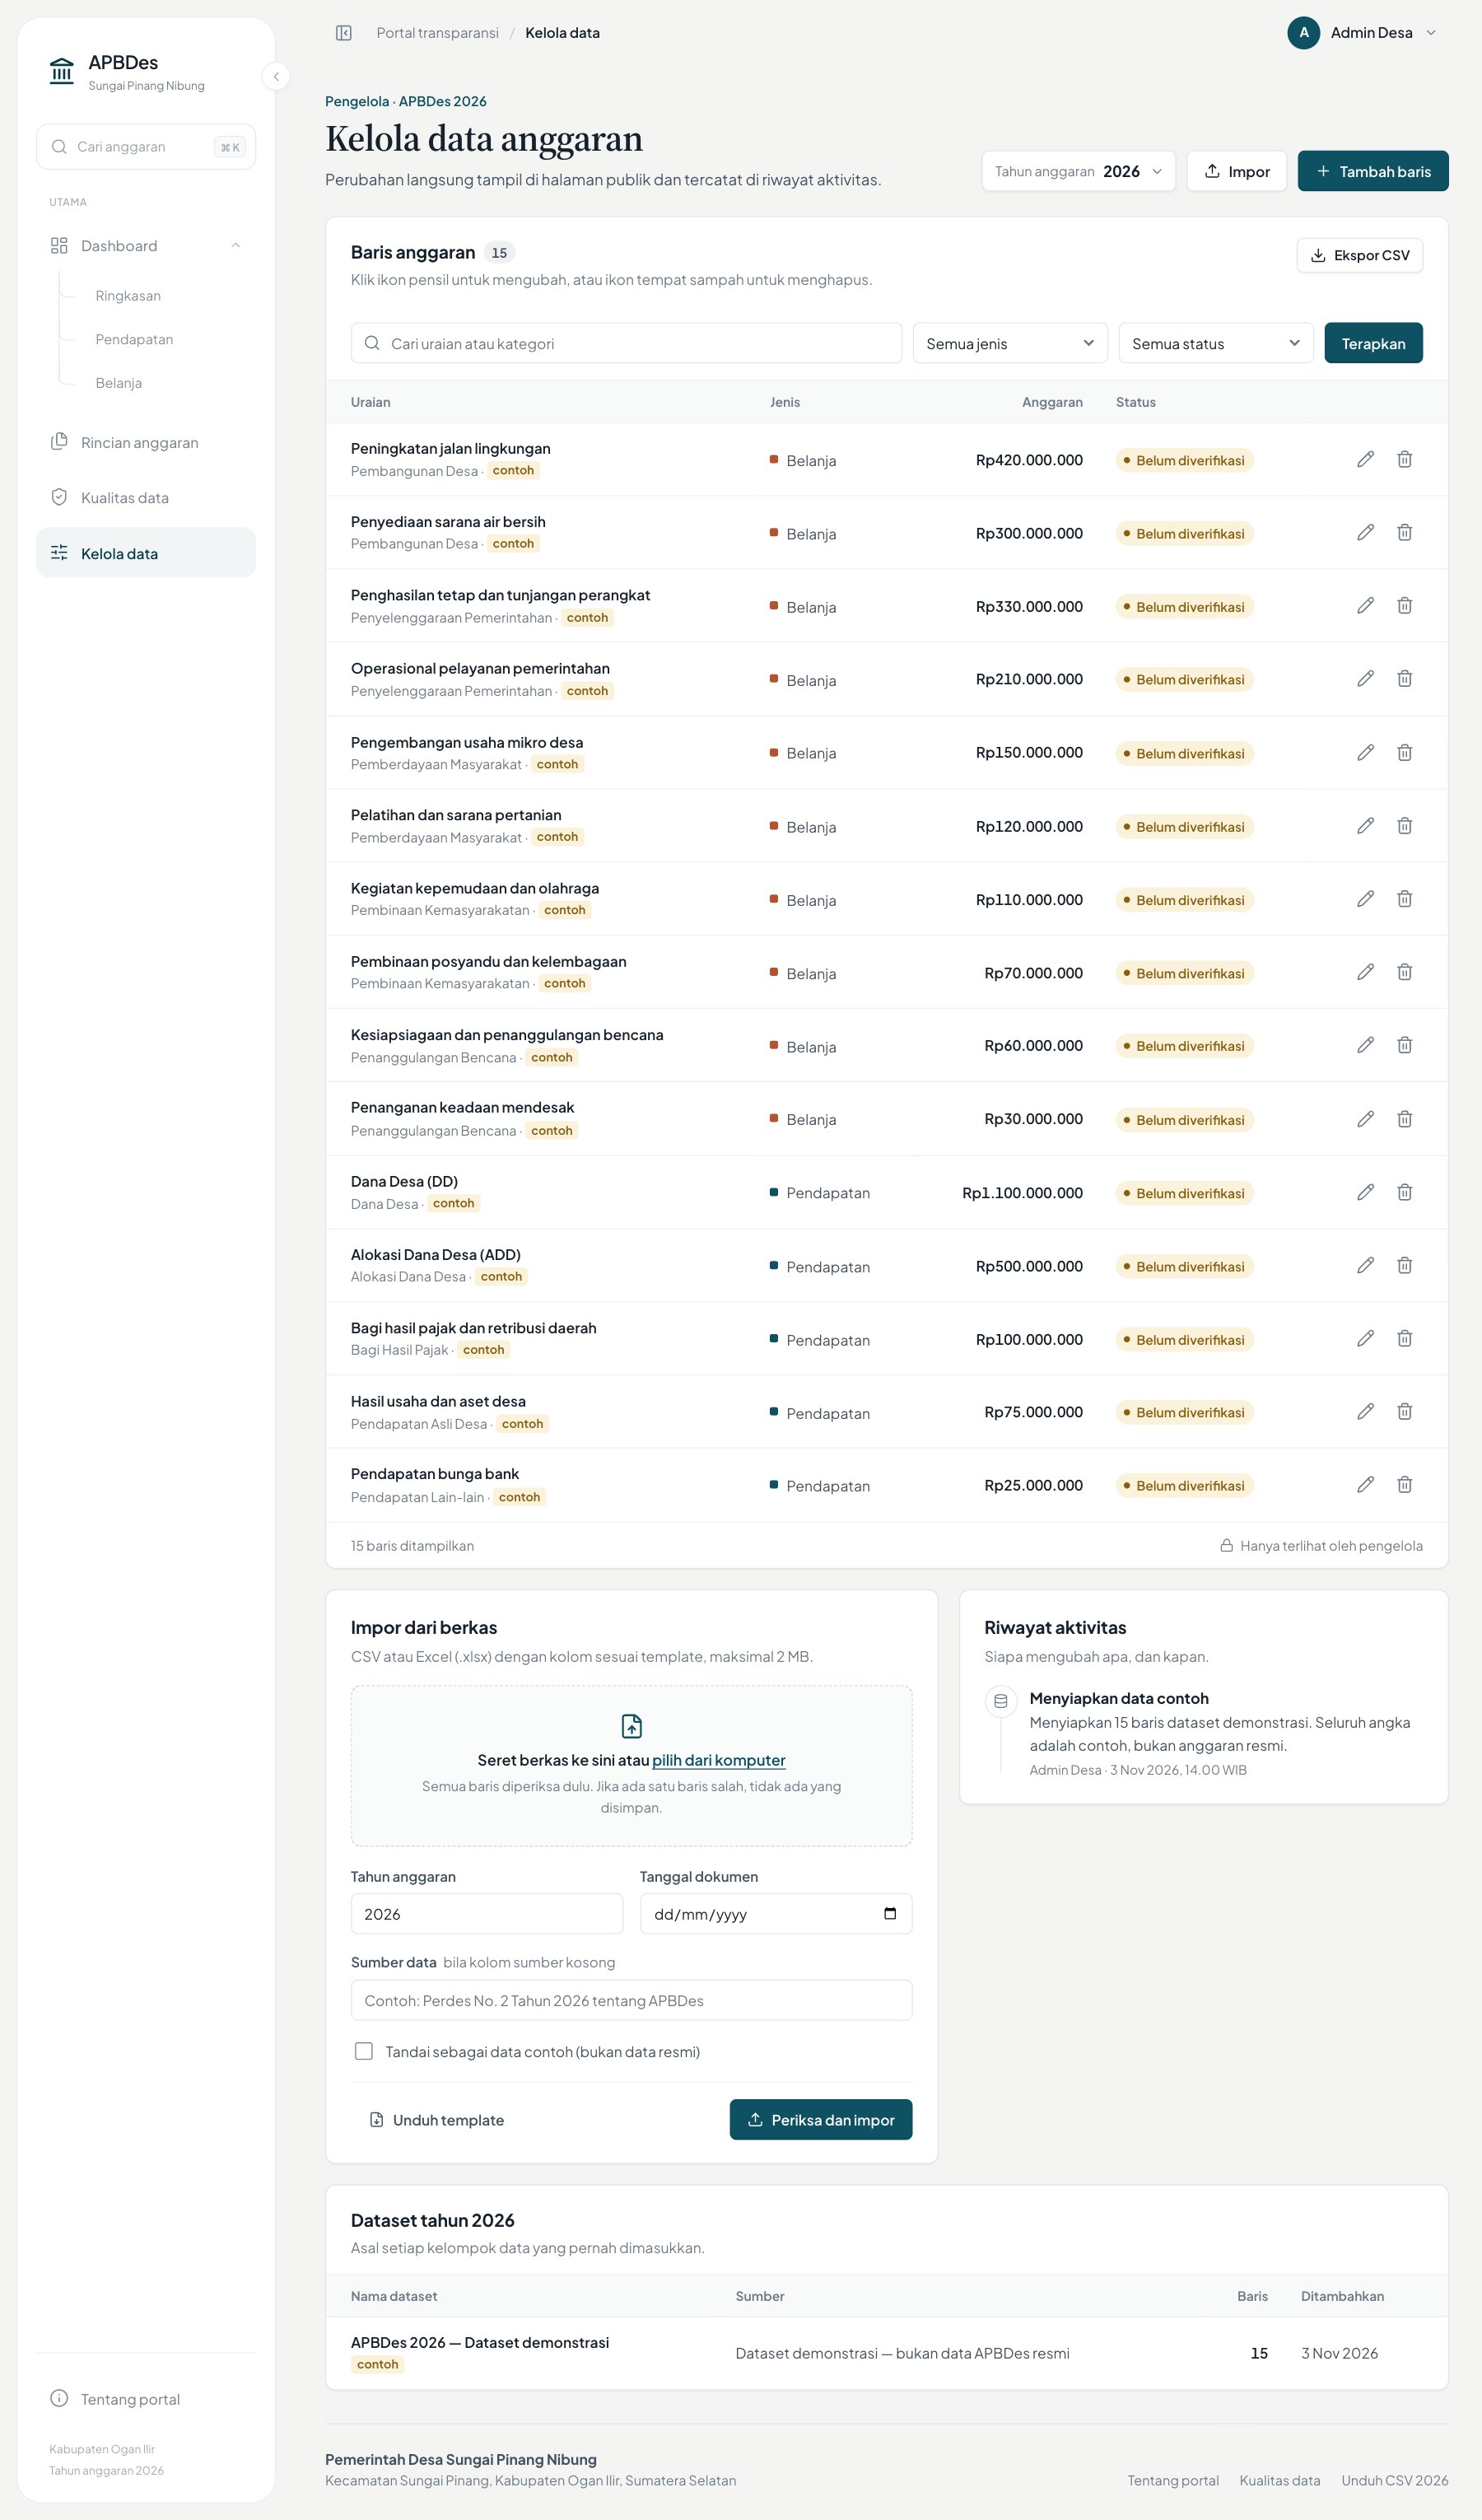 APBDes
Sungai Pinang Nibung
Cari anggaran ⌘ K
UTAMA
Dashboard
Ringkasan
Pendapatan
Belanja
Rincian anggaran
Kualitas data
Kelola data
Tentang portal
Kabupaten Ogan Ilir
Tahun anggaran 2026
Portal transparansi / Kelola data
A Admin Desa
Pengelola · APBDes 2026
Kelola data anggaran
Perubahan langsung tampil di halaman publik dan tercatat di riwayat aktivitas.
Tahun anggaran 2026 Impor Tambah baris
Baris anggaran 15
Klik ikon pensil untuk mengubah, atau ikon tempat sampah untuk menghapus.
Ekspor CSV
Cari uraian atau kategori Semua jenis Semua status Terapkan
Uraian Jenis Anggaran Status
Peningkatan jalan lingkungan
Pembangunan Desa · contoh
Belanja Rp420.000.000 Belum diverifikasi
Penyediaan sarana air bersih
Pembangunan Desa · contoh
Belanja Rp300.000.000 Belum diverifikasi
Penghasilan tetap dan tunjangan perangkat
Penyelenggaraan Pemerintahan · contoh
Belanja Rp330.000.000 Belum diverifikasi
Operasional pelayanan pemerintahan
Penyelenggaraan Pemerintahan · contoh
Belanja Rp210.000.000 Belum diverifikasi
Pengembangan usaha mikro desa
Pemberdayaan Masyarakat · contoh
Belanja Rp150.000.000 Belum diverifikasi
Pelatihan dan sarana pertanian
Pemberdayaan Masyarakat · contoh
Belanja Rp120.000.000 Belum diverifikasi
Kegiatan kepemudaan dan olahraga
Pembinaan Kemasyarakatan · contoh
Belanja Rp110.000.000 Belum diverifikasi
Pembinaan posyandu dan kelembagaan
Pembinaan Kemasyarakatan · contoh
Belanja Rp70.000.000 Belum diverifikasi
Kesiapsiagaan dan penanggulangan bencana
Penanggulangan Bencana · contoh
Belanja Rp60.000.000 Belum diverifikasi
Penanganan keadaan mendesak
Penanggulangan Bencana · contoh
Belanja Rp30.000.000 Belum diverifikasi
Dana Desa (DD)
Dana Desa · contoh
Pendapatan Rp1.100.000.000 Belum diverifikasi
Alokasi Dana Desa (ADD)
Alokasi Dana Desa · contoh
Pendapatan Rp500.000.000 Belum diverifikasi
Bagi hasil pajak dan retribusi daerah
Bagi Hasil Pajak · contoh
Pendapatan Rp100.000.000 Belum diverifikasi
Hasil usaha dan aset desa
Pendapatan Asli Desa · contoh
Pendapatan Rp75.000.000 Belum diverifikasi
Pendapatan bunga bank
Pendapatan Lain-lain · contoh
Pendapatan Rp25.000.000 Belum diverifikasi
15 baris ditampilkan Hanya terlihat oleh pengelola
Impor dari berkas
CSV atau Excel (.xlsx) dengan kolom sesuai template, maksimal 2 MB.
Seret berkas ke sini atau pilih dari komputer
Semua baris diperiksa dulu. Jika ada satu baris salah, tidak ada yang
disimpan.
Tahun anggaran Tanggal dokumen
2026 dd/mm/yyyy
Sumber data bila kolom sumber kosong
Contoh: Perdes No. 2 Tahun 2026 tentang APBDes
Tandai sebagai data contoh (bukan data resmi)
Unduh template Periksa dan impor
Riwayat aktivitas
Siapa mengubah apa, dan kapan.
Menyiapkan data contoh
Menyiapkan 15 baris dataset demonstrasi. Seluruh angka
adalah contoh, bukan anggaran resmi.
Admin Desa · 3 Nov 2026, 14.00 WIB
Dataset tahun 2026
Asal setiap kelompok data yang pernah dimasukkan.
Nama dataset Sumber Baris Ditambahkan
APBDes 2026 — Dataset demonstrasi
contoh
Dataset demonstrasi — bukan data APBDes resmi 15 3 Nov 2026
Pemerintah Desa Sungai Pinang Nibung
Kecamatan Sungai Pinang, Kabupaten Ogan Ilir, Sumatera Selatan
Tentang portal Kualitas data Unduh CSV 2026